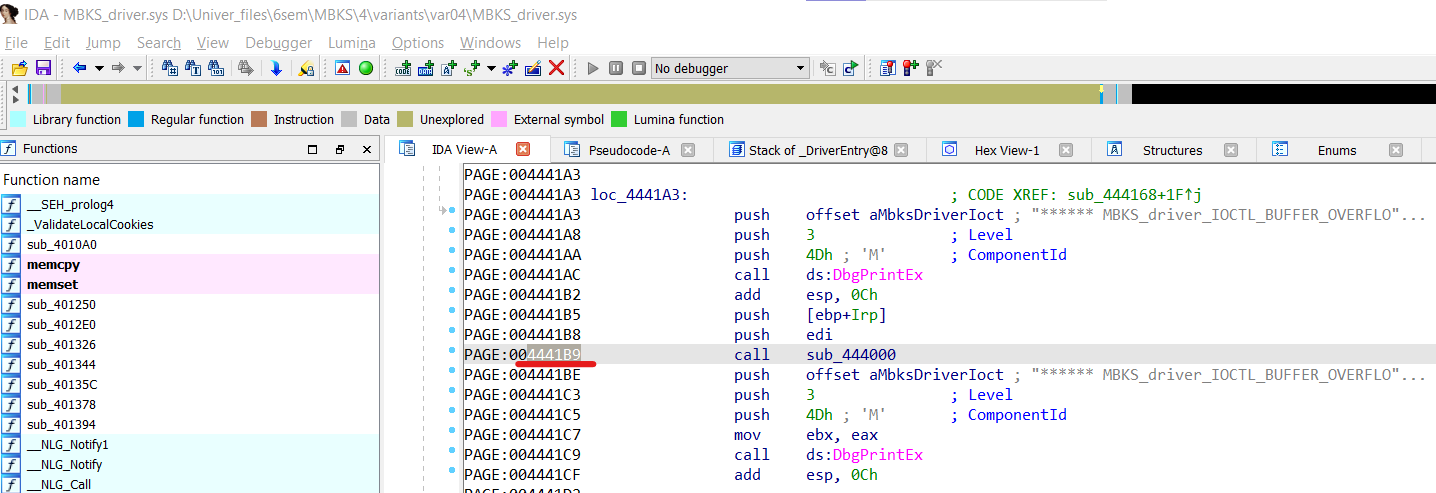 IDA - MBKS_driver.sys D:\Univer_files\6sem\MBKS\4\variants\var04\MBKS_driver.sys
File Edit Jump Search View Debugger Lumina Options Windows Help
No debugger
Library function Regular function Instruction Data Unexplored External symbol Lumina function
Functions
IDA View-A Pseudocode-A Stack of _DriverEntry@8 Hex View-1 Structures Enums
Function name
__SEH_prolog4
_ValidateLocalCookies
sub_4010A0
memcpy
memset
sub_401250
sub_4012E0
sub_401326
sub_401344
sub_40135C
sub_401378
sub_401394
__NLG_Notify1
__NLG_Notify
__NLG_Call
PAGE:004441A3
PAGE:004441A3 loc_4441A3: ; CODE XREF: sub_444168+1F↑j
PAGE:004441A3 push offset aMbksDriverIoct ; "****** MBKS_driver_IOCTL_BUFFER_OVERFLO"...
PAGE:004441A8 push 3 ; Level
PAGE:004441AA push 4Dh ; 'M' ; ComponentId
PAGE:004441AC call ds:DbgPrintEx
PAGE:004441B2 add esp, 0Ch
PAGE:004441B5 push [ebp+Irp]
PAGE:004441B8 push edi
PAGE:004441B9 call sub_444000
PAGE:004441BE push offset aMbksDriverIoct ; "****** MBKS_driver_IOCTL_BUFFER_OVERFLO"...
PAGE:004441C3 push 3 ; Level
PAGE:004441C5 push 4Dh ; 'M' ; ComponentId
PAGE:004441C7 mov ebx, eax
PAGE:004441C9 call ds:DbgPrintEx
PAGE:004441CF add esp, 0Ch